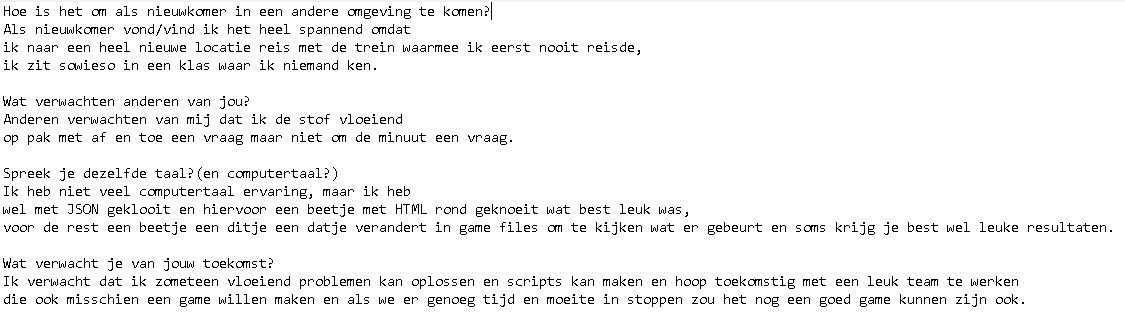 Hoe is het om als nieuwkomer in een andere omgeving te komen?
Als nieuwkomer vond/vind ik het heel spannend omdat
ik naar een heel nieuwe locatie reis met de trein waarmee ik eerst nooit reisde,
ik zit sowieso in een klas waar ik niemand ken.

Wat verwachten anderen van jou?
Anderen verwachten van mij dat ik de stof vloeiend
op pak met af en toe een vraag maar niet om de minuut een vraag.

Spreek je dezelfde taal?(en computertaal?)
Ik heb niet veel computertaal ervaring, maar ik heb
wel met JSON geklooit en hiervoor een beetje met HTML rond geknoeit wat best leuk was,
voor de rest een beetje een ditje een datje verandert in game files om te kijken wat er gebeurt en soms krijg je best wel leuke resultaten.

Wat verwacht je van jouw toekomst?
Ik verwacht dat ik zometeen vloeiend problemen kan oplossen en scripts kan maken en hoop toekomstig met een leuk team te werken
die ook misschien een game willen maken en als we er genoeg tijd en moeite in stoppen zou het nog een goed game kunnen zijn ook.